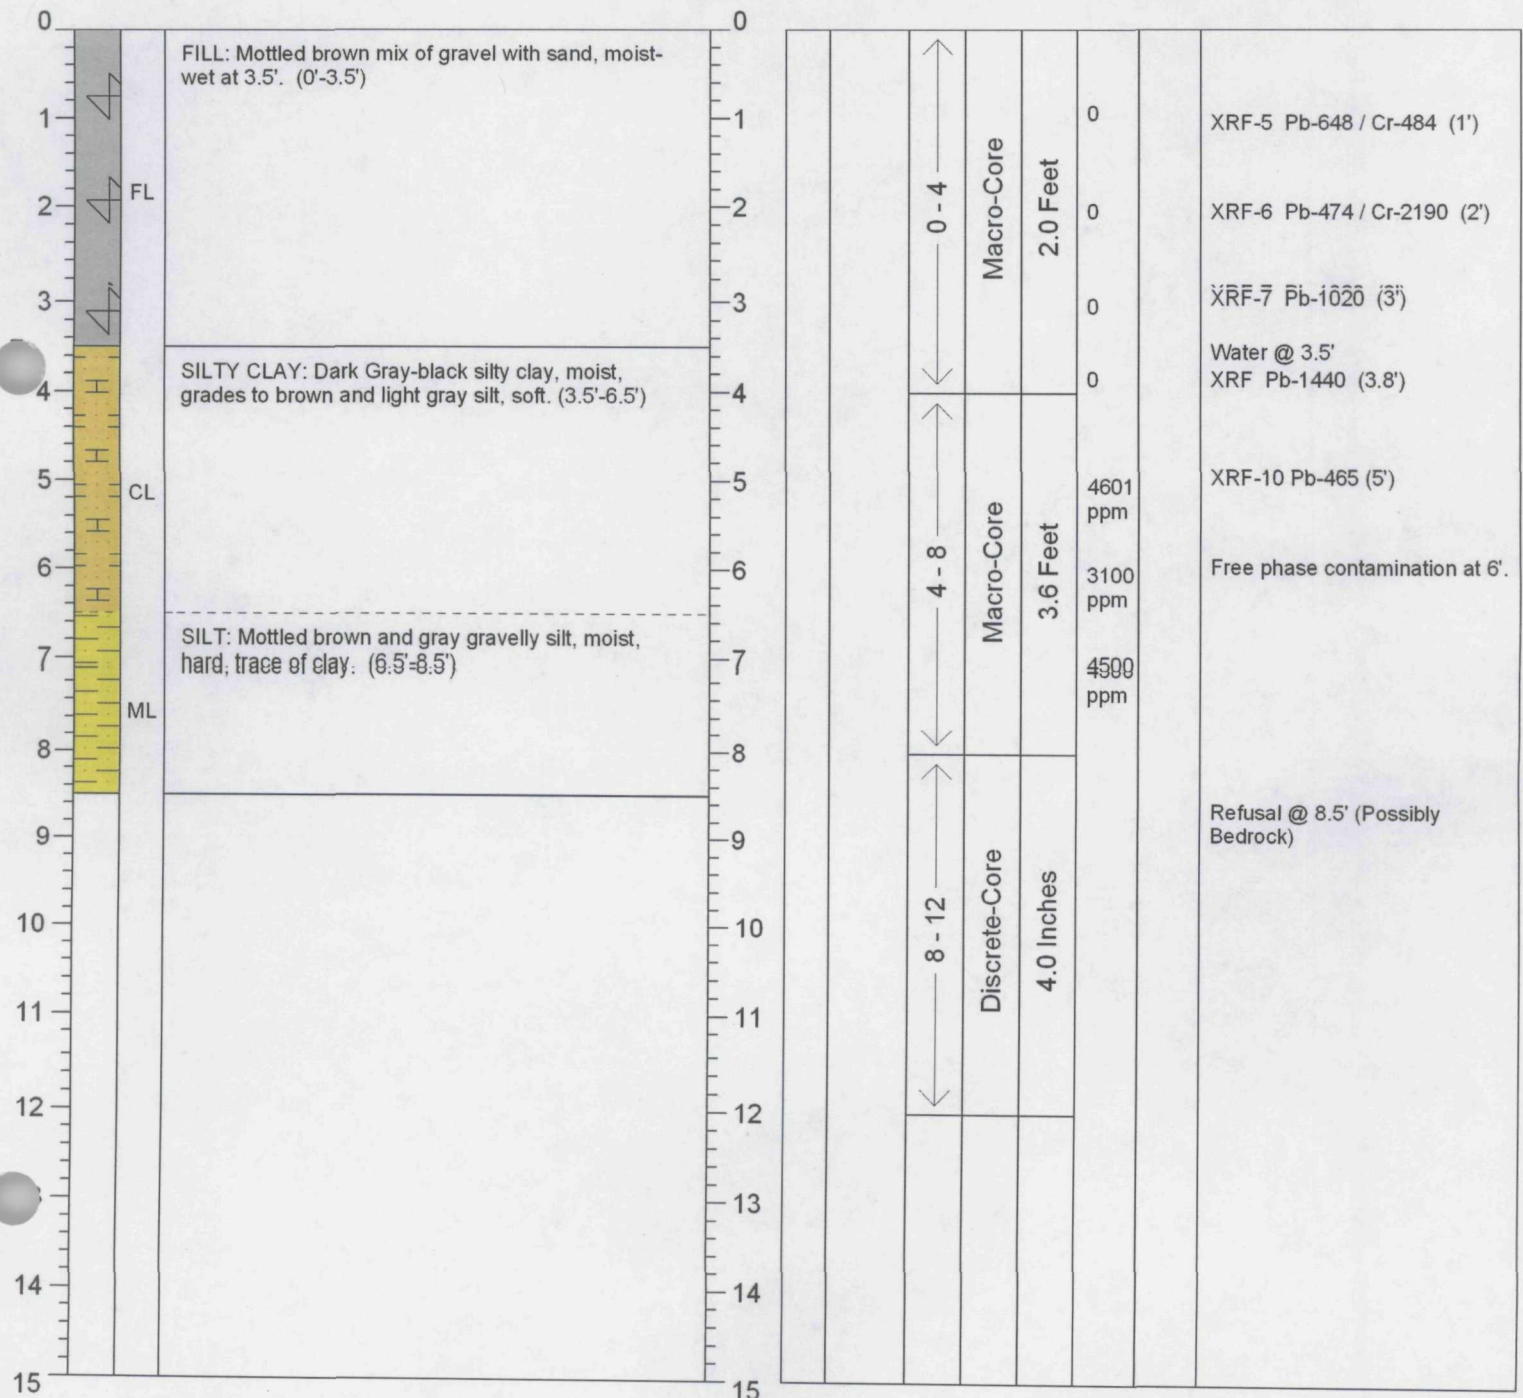 0
1
2
3
4
5
6
7
8
9
10
11
12
14
15
FL
CL
ML
FILL: Mottled brown mix of gravel with sand, moist-
wet at 3.5'. (0'-3.5')
SILTY CLAY: Dark Gray-black silty clay, moist,
grades to brown and light gray silt, soft. (3.5'-6.5')
SILT: Mottled brown and gray gravelly silt, moist,
hard, trace of clay. (6.5'-8.5')
0
1
2
3
4
5
6
7
8
9
10
11
12
13
14
15
0 - 4
4 - 8
8 - 12
Macro-Core
Macro-Core
Discrete-Core
2.0 Feet
3.6 Feet
4.0 Inches
0
0
0
0
4601
ppm
3100
ppm
ppm
XRF-5 Pb-648 / Cr-484 (1')
XRF-6 Pb-474 / Cr-2190 (2')
XRF-7 Pb-1020 (3')
Water @ 3.5'
XRF Pb-1440 (3.8')
XRF-10 Pb-465 (5')
Free phase contamination at 6'.
Refusal @ 8.5' (Possibly
Bedrock)